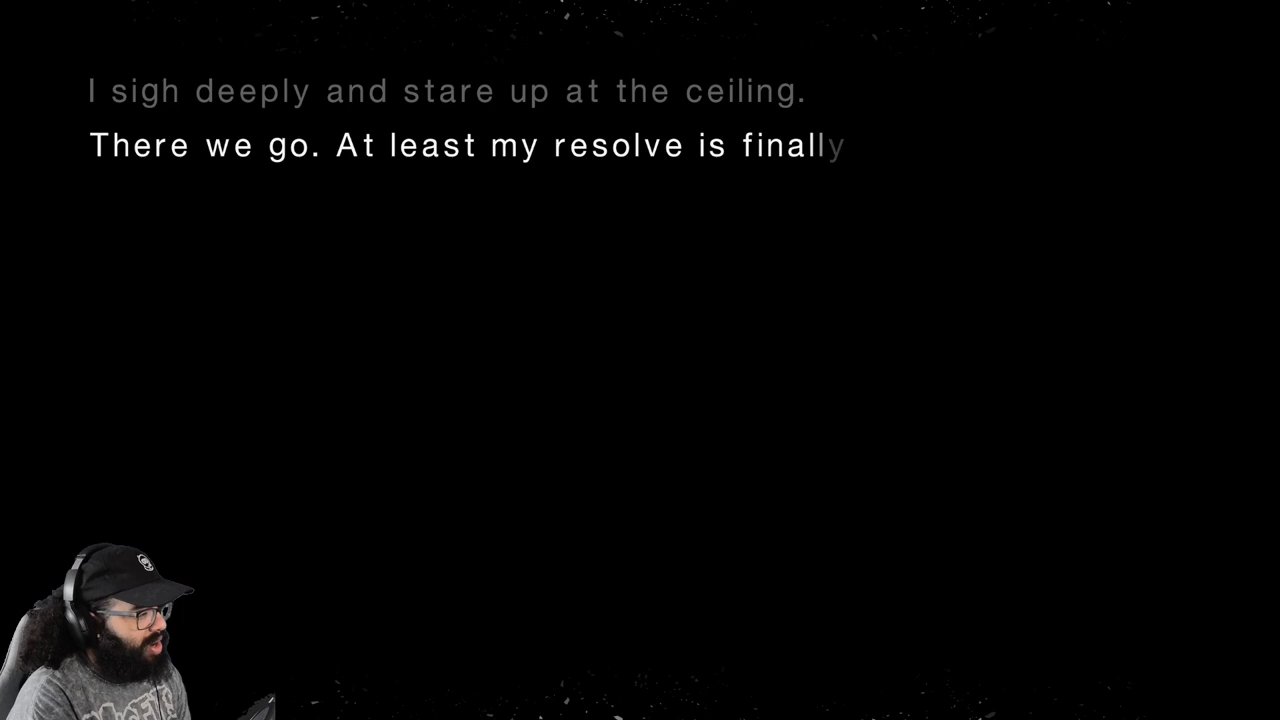 I sigh deeply and stare up at the ceiling.
There we go. At least my resolve is finally